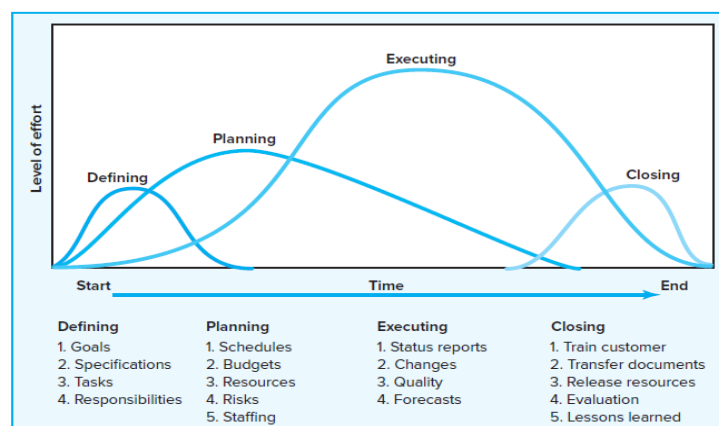 Executing
Planning
Defining
Closing
Level of effort
Start
Time
End
Defining
1. Goals
2. Specifications
3. Tasks
4. Responsibilities
Planning
1. Schedules
2. Budgets
3. Resources
4. Risks
5. Staffing
Executing
1. Status reports
2. Changes
3. Quality
4. Forecasts
Closing
1. Train customer
2. Transfer documents
3. Release resources
4. Evaluation
5. Lessons learned